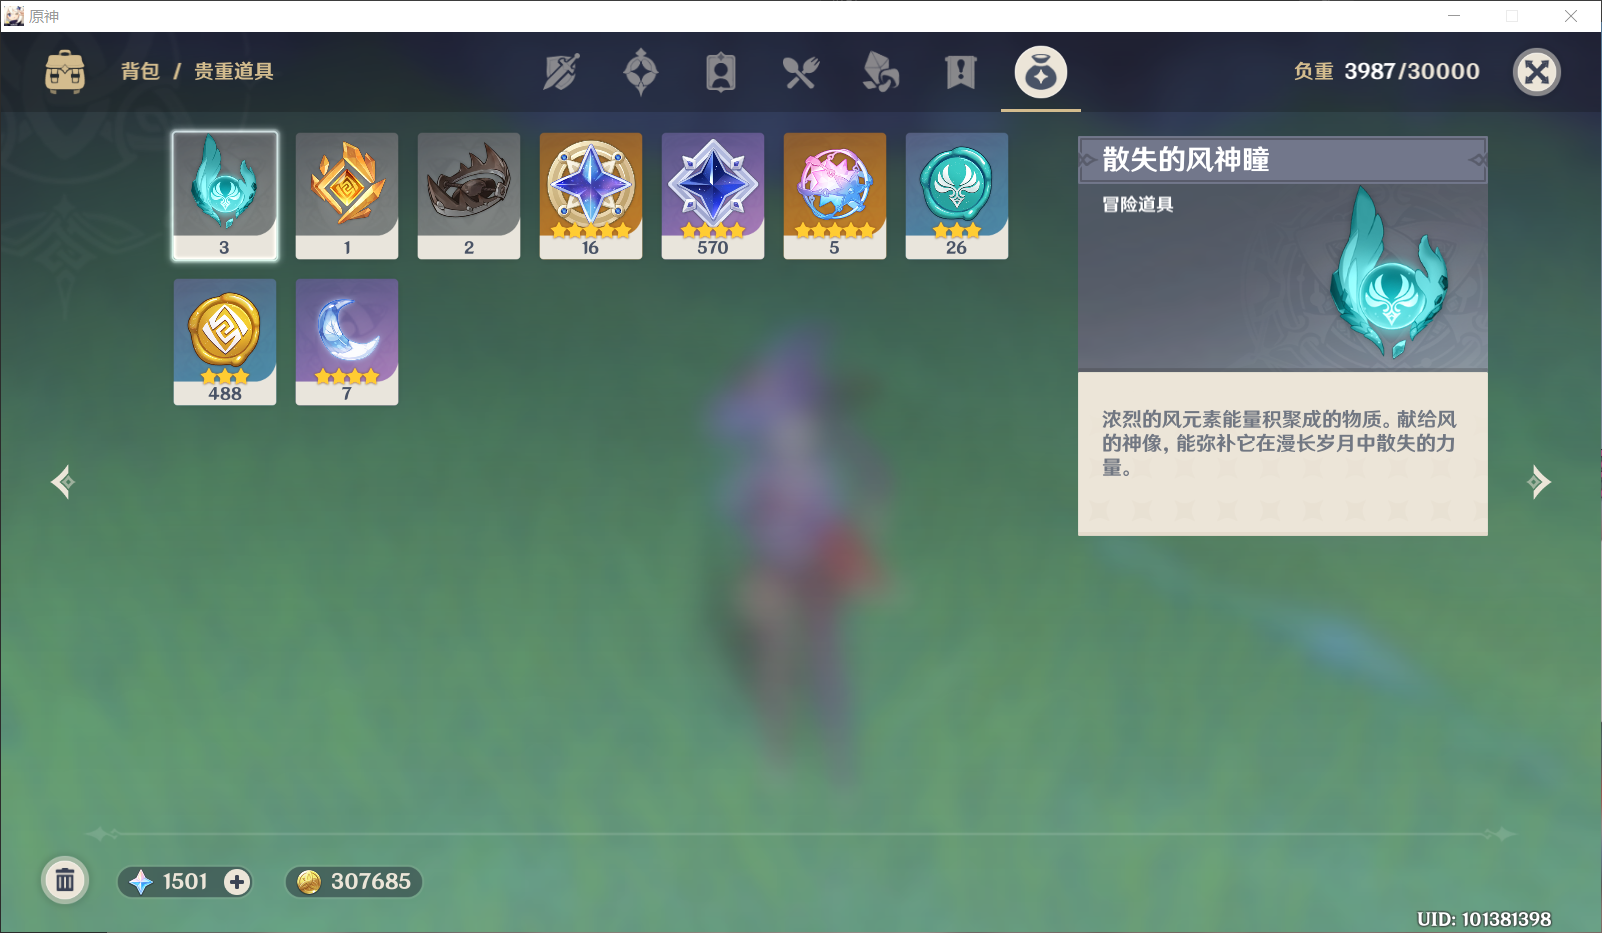 原神
背包 / 贵重道具
负重 3987/30000
3
1
2
16
570
5
26
488
7
散失的风神瞳
冒险道具
浓烈的风元素能量积聚成的物质。献给风
的神像，能弥补它在漫长岁月中散失的力
量。
1501
307685
UID: 101381398